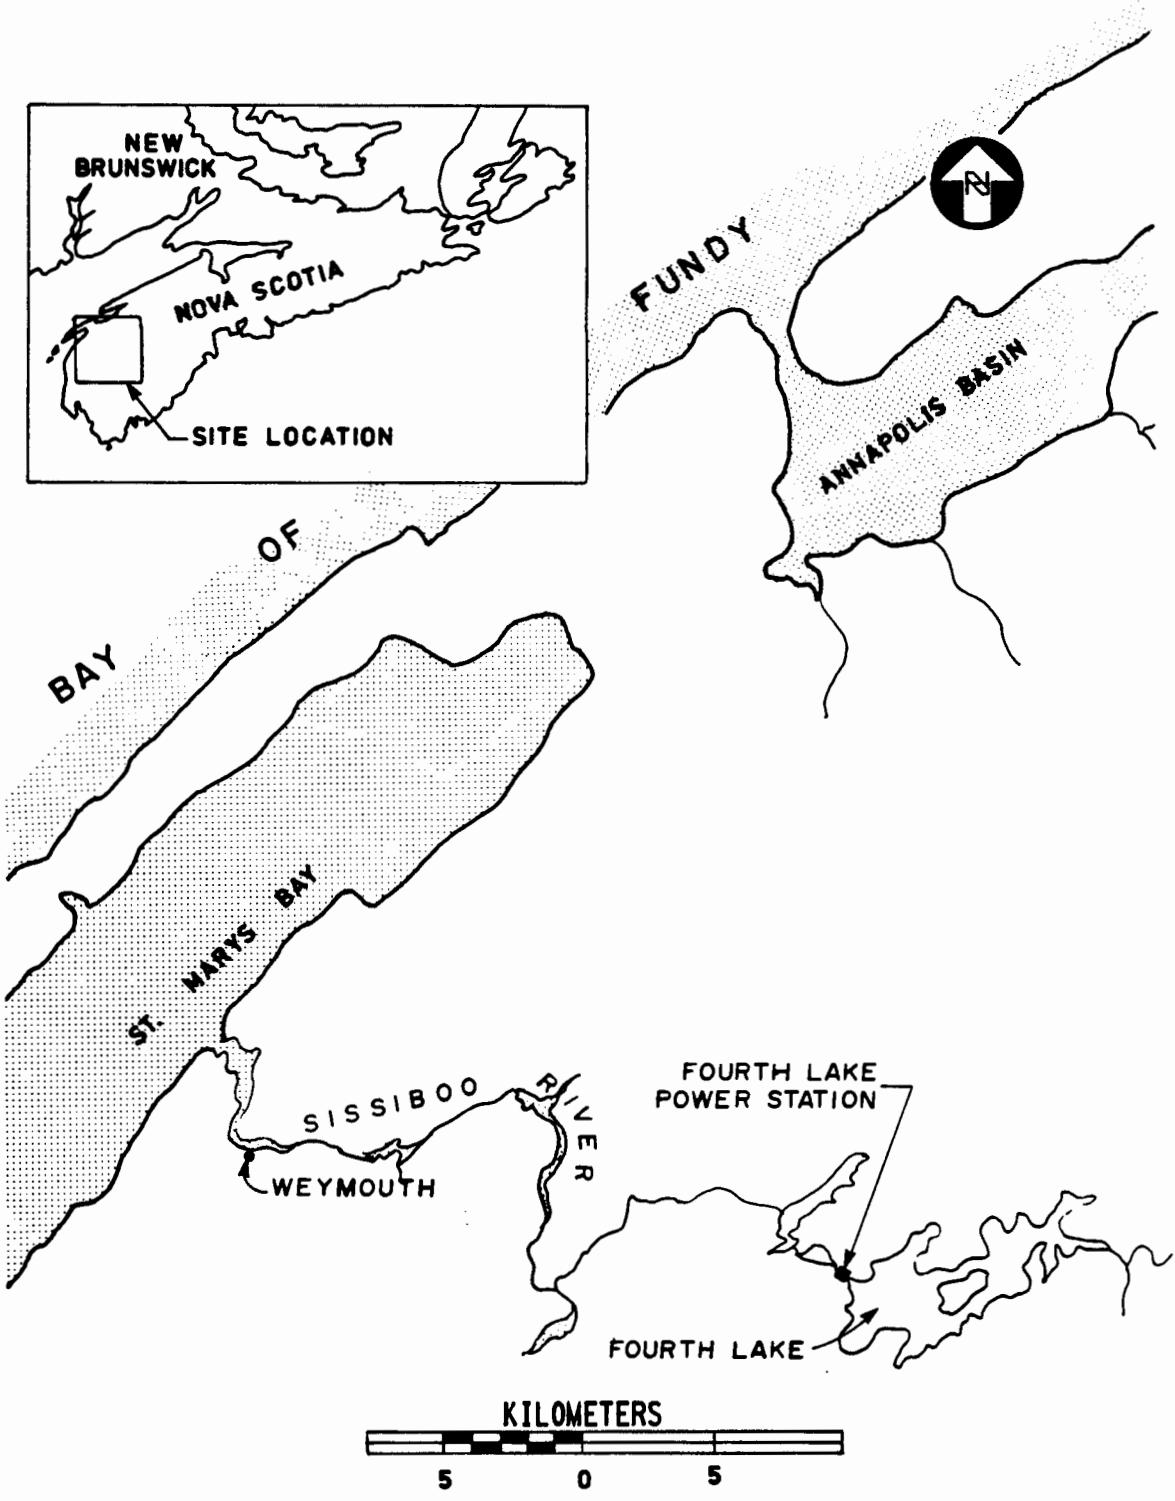 NEW
BRUNSWICK
NOVA SCOTIA
SITE LOCATION
N
BAY OF FUNDY
ANNAPOLIS BASIN
ST. MARYS BAY
SISSIBOO RIVER
WEYMOUTH
FOURTH LAKE
POWER STATION
FOURTH LAKE
KILOMETERS
5 0 5